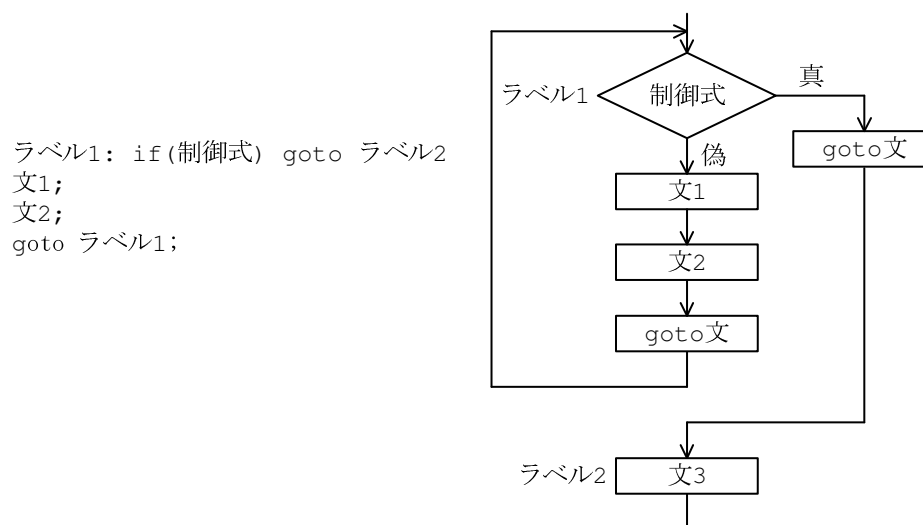 ラベル1: if(制御式) goto ラベル2
文1;
文2;
goto ラベル1;
ラベル1
制御式
真
goto文
偽
文1
文2
goto文
ラベル2
文3